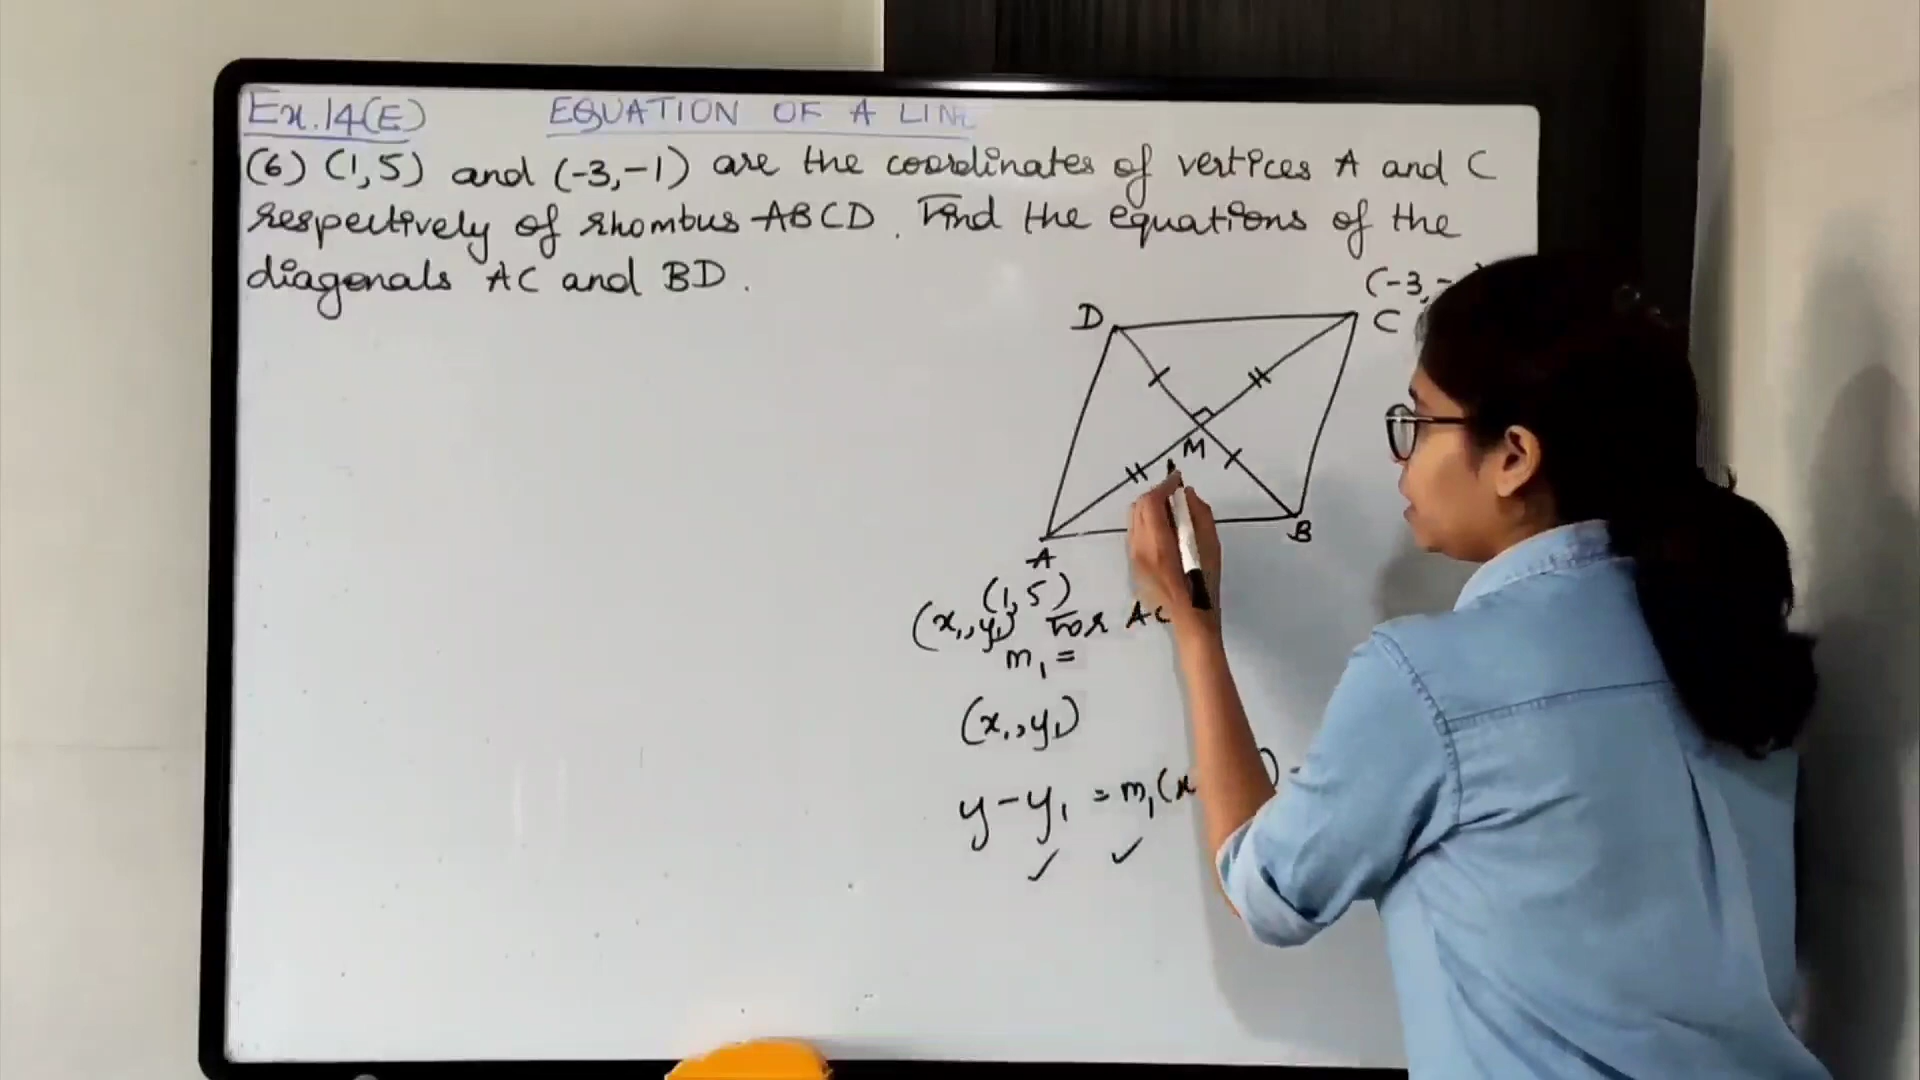 Ex.14(E) EQUATION OF A LINE
(6) (1,5) and (-3,-1) are the coordinates of vertices A and C
respectively of rhombus ABCD. Find the equations of the
diagonals AC and BD.
(-3,
D
C
M
B
A
(1,5)
(x₁,y₁) For AC
m₁ =
(x₁,y₁)
y-y₁ = m₁(x